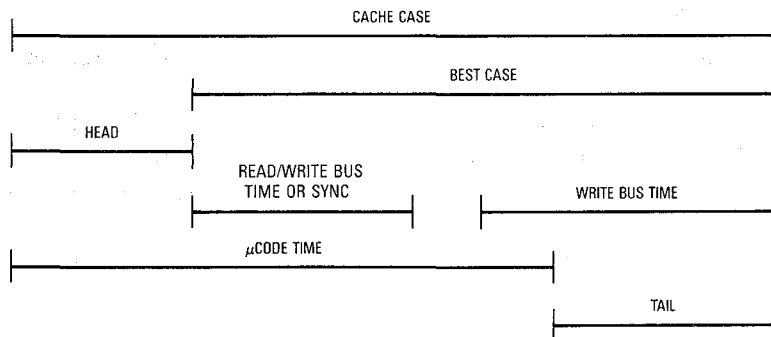 CACHE CASE
BEST CASE
HEAD
READ/WRITE BUS
TIME OR SYNC
WRITE BUS TIME
μCODE TIME
TAIL